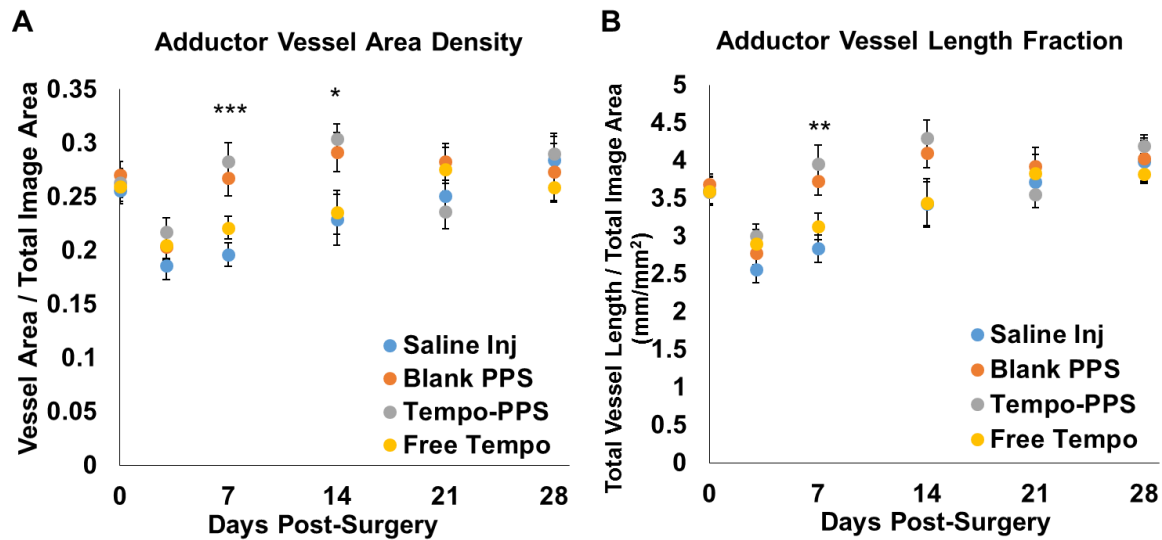 A
Adductor Vessel Area Density
Vessel Area / Total Image Area
0.35
0.3
0.25
0.2
0.15
0.1
0.05
0
***
*
Saline Inj
Blank PPS
Tempo-PPS
Free Tempo
0 7 14 21 28
Days Post-Surgery
B
Adductor Vessel Length Fraction
Total Vessel Length / Total Image Area
(mm/mm²)
5
4.5
4
3.5
3
2.5
2
1.5
1
0.5
0
**
Saline Inj
Blank PPS
Tempo-PPS
Free Tempo
0 7 14 21 28
Days Post-Surgery